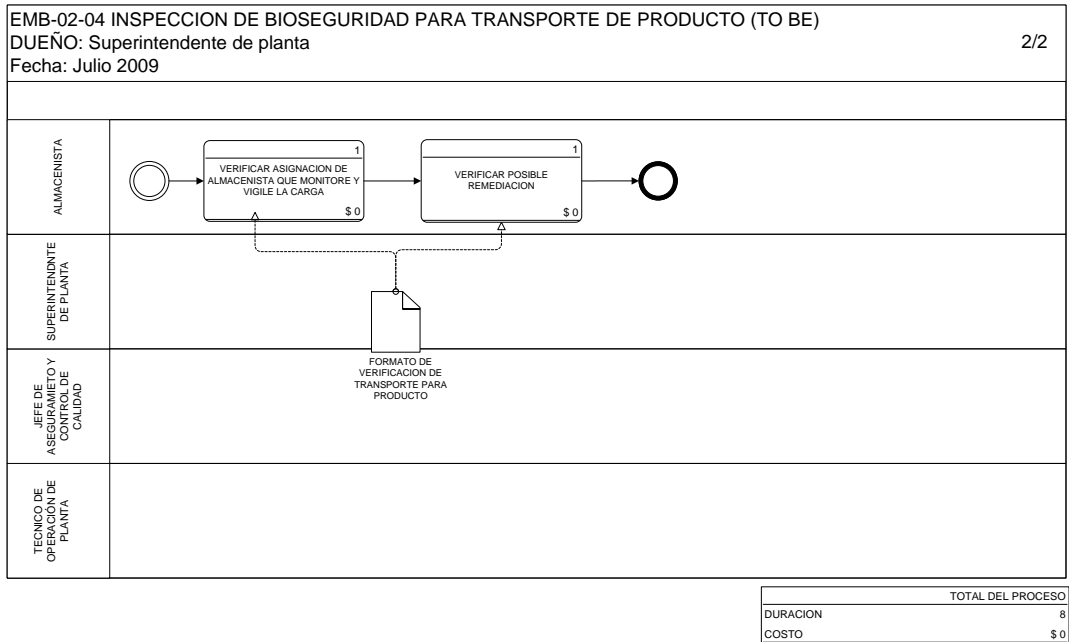 EMB-02-04 INSPECCION DE BIOSEGURIDAD PARA TRANSPORTE DE PRODUCTO (TO BE)
DUEÑO: Superintendente de planta
2/2
Fecha: Julio 2009
ALMACENISTA
1
VERIFICAR ASIGNACION DE
ALMACENISTA QUE MONITORE Y
VIGILE LA CARGA
$ 0
1
VERIFICAR POSIBLE
REMEDIACION
$ 0
SUPERINTENDNTE
DE PLANTA
FORMATO DE
VERIFICACION DE
TRANSPORTE PARA
PRODUCTO
JEFE DE
ASEGURAMIETO Y
CONTROL DE
CALIDAD
TECNICO DE
OPERACIÓN DE
PLANTA
TOTAL DEL PROCESO
DURACION 8
COSTO $ 0